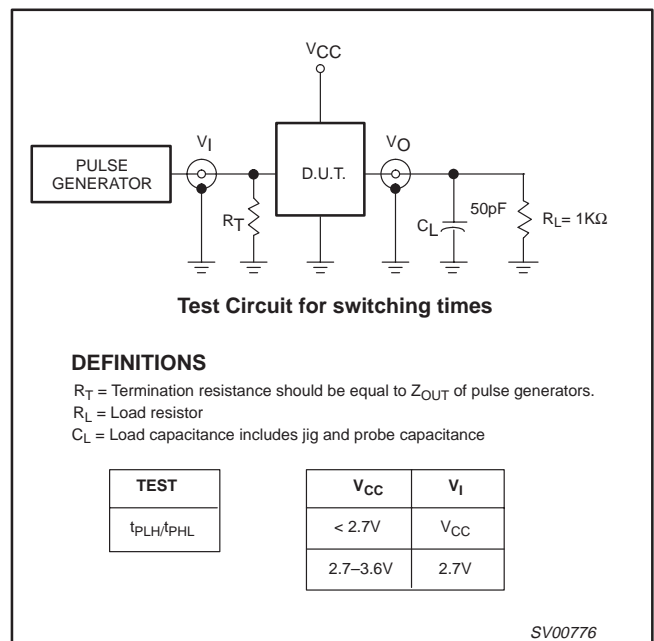 VCC
VI
VO
PULSE
GENERATOR
D.U.T.
RT
CL
50pF
RL= 1KΩ
Test Circuit for switching times
DEFINITIONS
RT = Termination resistance should be equal to ZOUT of pulse generators.
RL = Load resistor
CL = Load capacitance includes jig and probe capacitance
TEST
tPLH/tPHL
VCC VI
< 2.7V VCC
2.7–3.6V 2.7V
SV00776